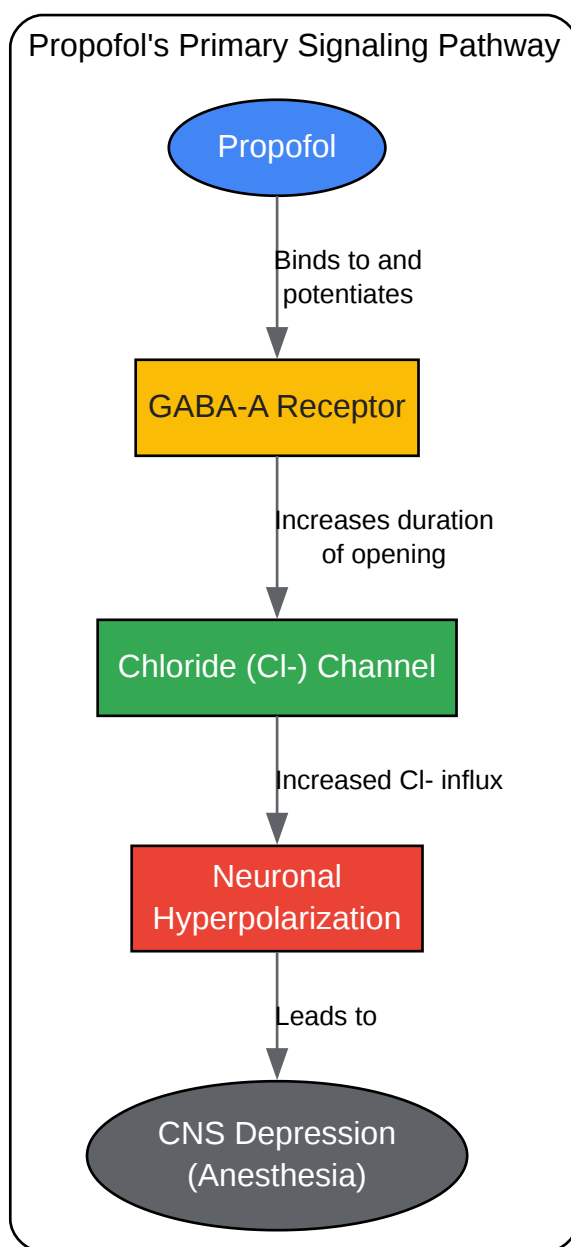 Propofol's Primary Signaling Pathway
Propofol
Binds to and
potentiates
GABA-A Receptor
Increases duration
of opening
Chloride (Cl-) Channel
Increased Cl- influx
Neuronal
Hyperpolarization
Leads to
CNS Depression
(Anesthesia)